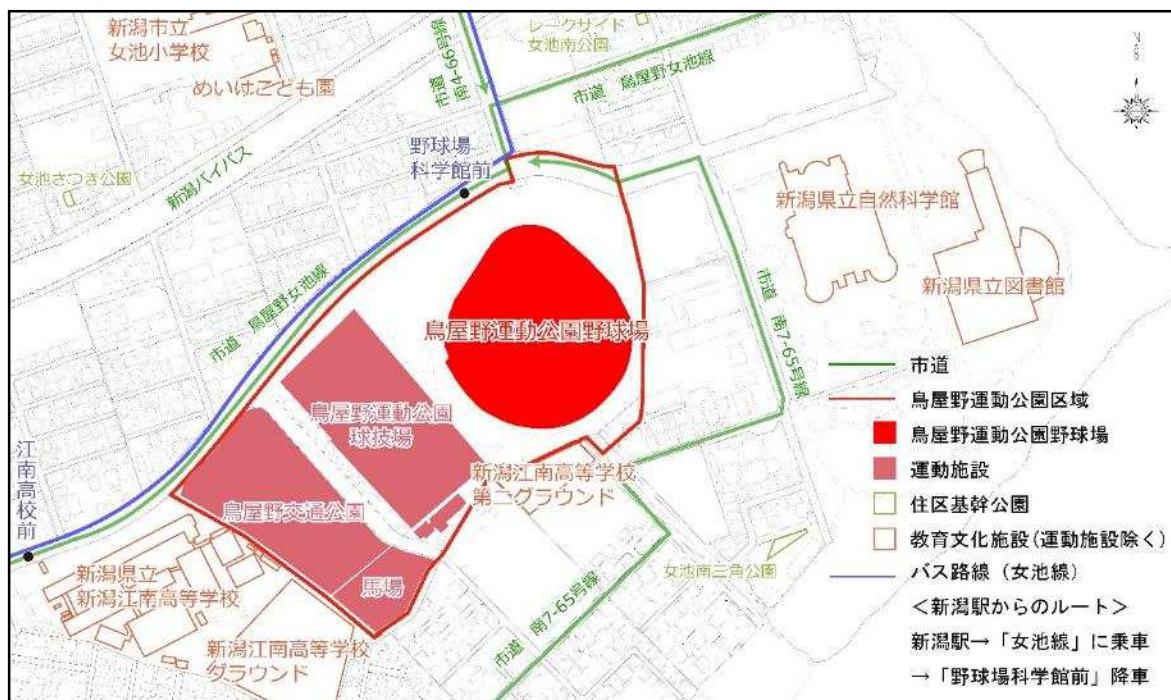 新潟市立
女池小学校
めいけこども園
市道
南4-66号線
レークサイド
女池南公園
市道 鳥屋野女池線
N
野球場
科学館前
女池さつき公園
新潟バイパス
新潟県立自然科学館
新潟県立図書館
市道 鳥屋野女池線
鳥屋野運動公園野球場
市道 南7-65号線
鳥屋野運動公園
球技場
江南高校前
新潟江南高等学校
第二グラウンド
鳥屋野交通公園
馬場
女池南三角公園
新潟県立
新潟江南高等学校
新潟江南高等学校
グラウンド
市道 南7-65号線
市道
鳥屋野運動公園区域
鳥屋野運動公園野球場
運動施設
住区基幹公園
教育文化施設(運動施設除く)
バス路線（女池線）
＜新潟駅からのルート＞
新潟駅→「女池線」に乗車
→「野球場科学館前」降車